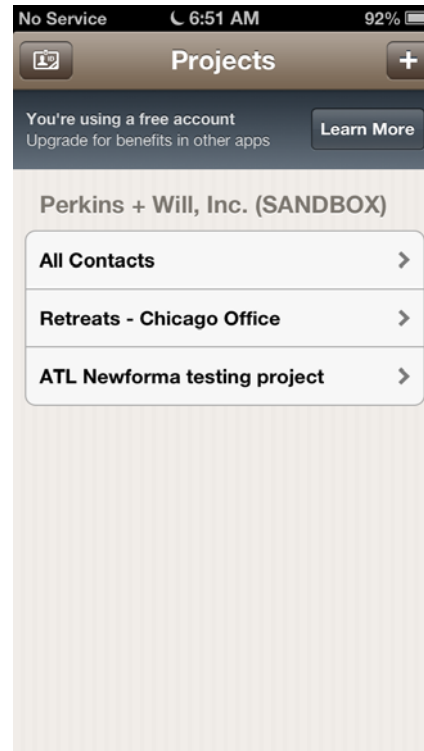 No Service 6:51 AM 92%
Projects +
You're using a free account
Upgrade for benefits in other apps
Learn More
Perkins + Will, Inc. (SANDBOX)
All Contacts
Retreats - Chicago Office
ATL Newforma testing project